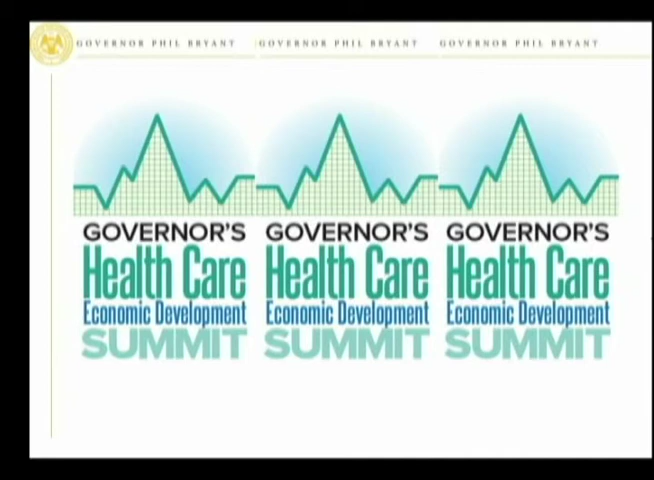 GOVERNOR PHIL BRYANT GOVERNOR PHIL BRYANT GOVERNOR PHIL BRYANT
GOVERNOR'S GOVERNOR'S GOVERNOR'S
Health Care Health Care Health Care
Economic Development Economic Development Economic Development
SUMMIT SUMMIT SUMMIT